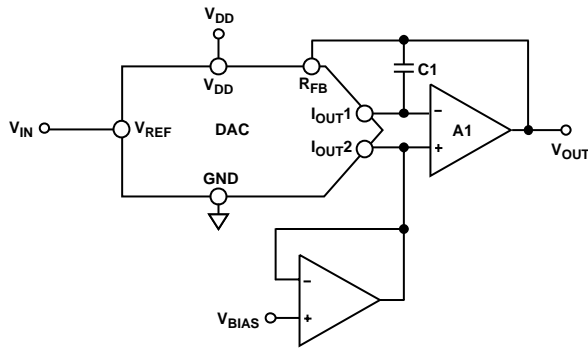 VDD
VDD
RFB
C1
VIN
VREF
DAC
IOUT1
IOUT2
A1
VOUT
GND
VBIAS